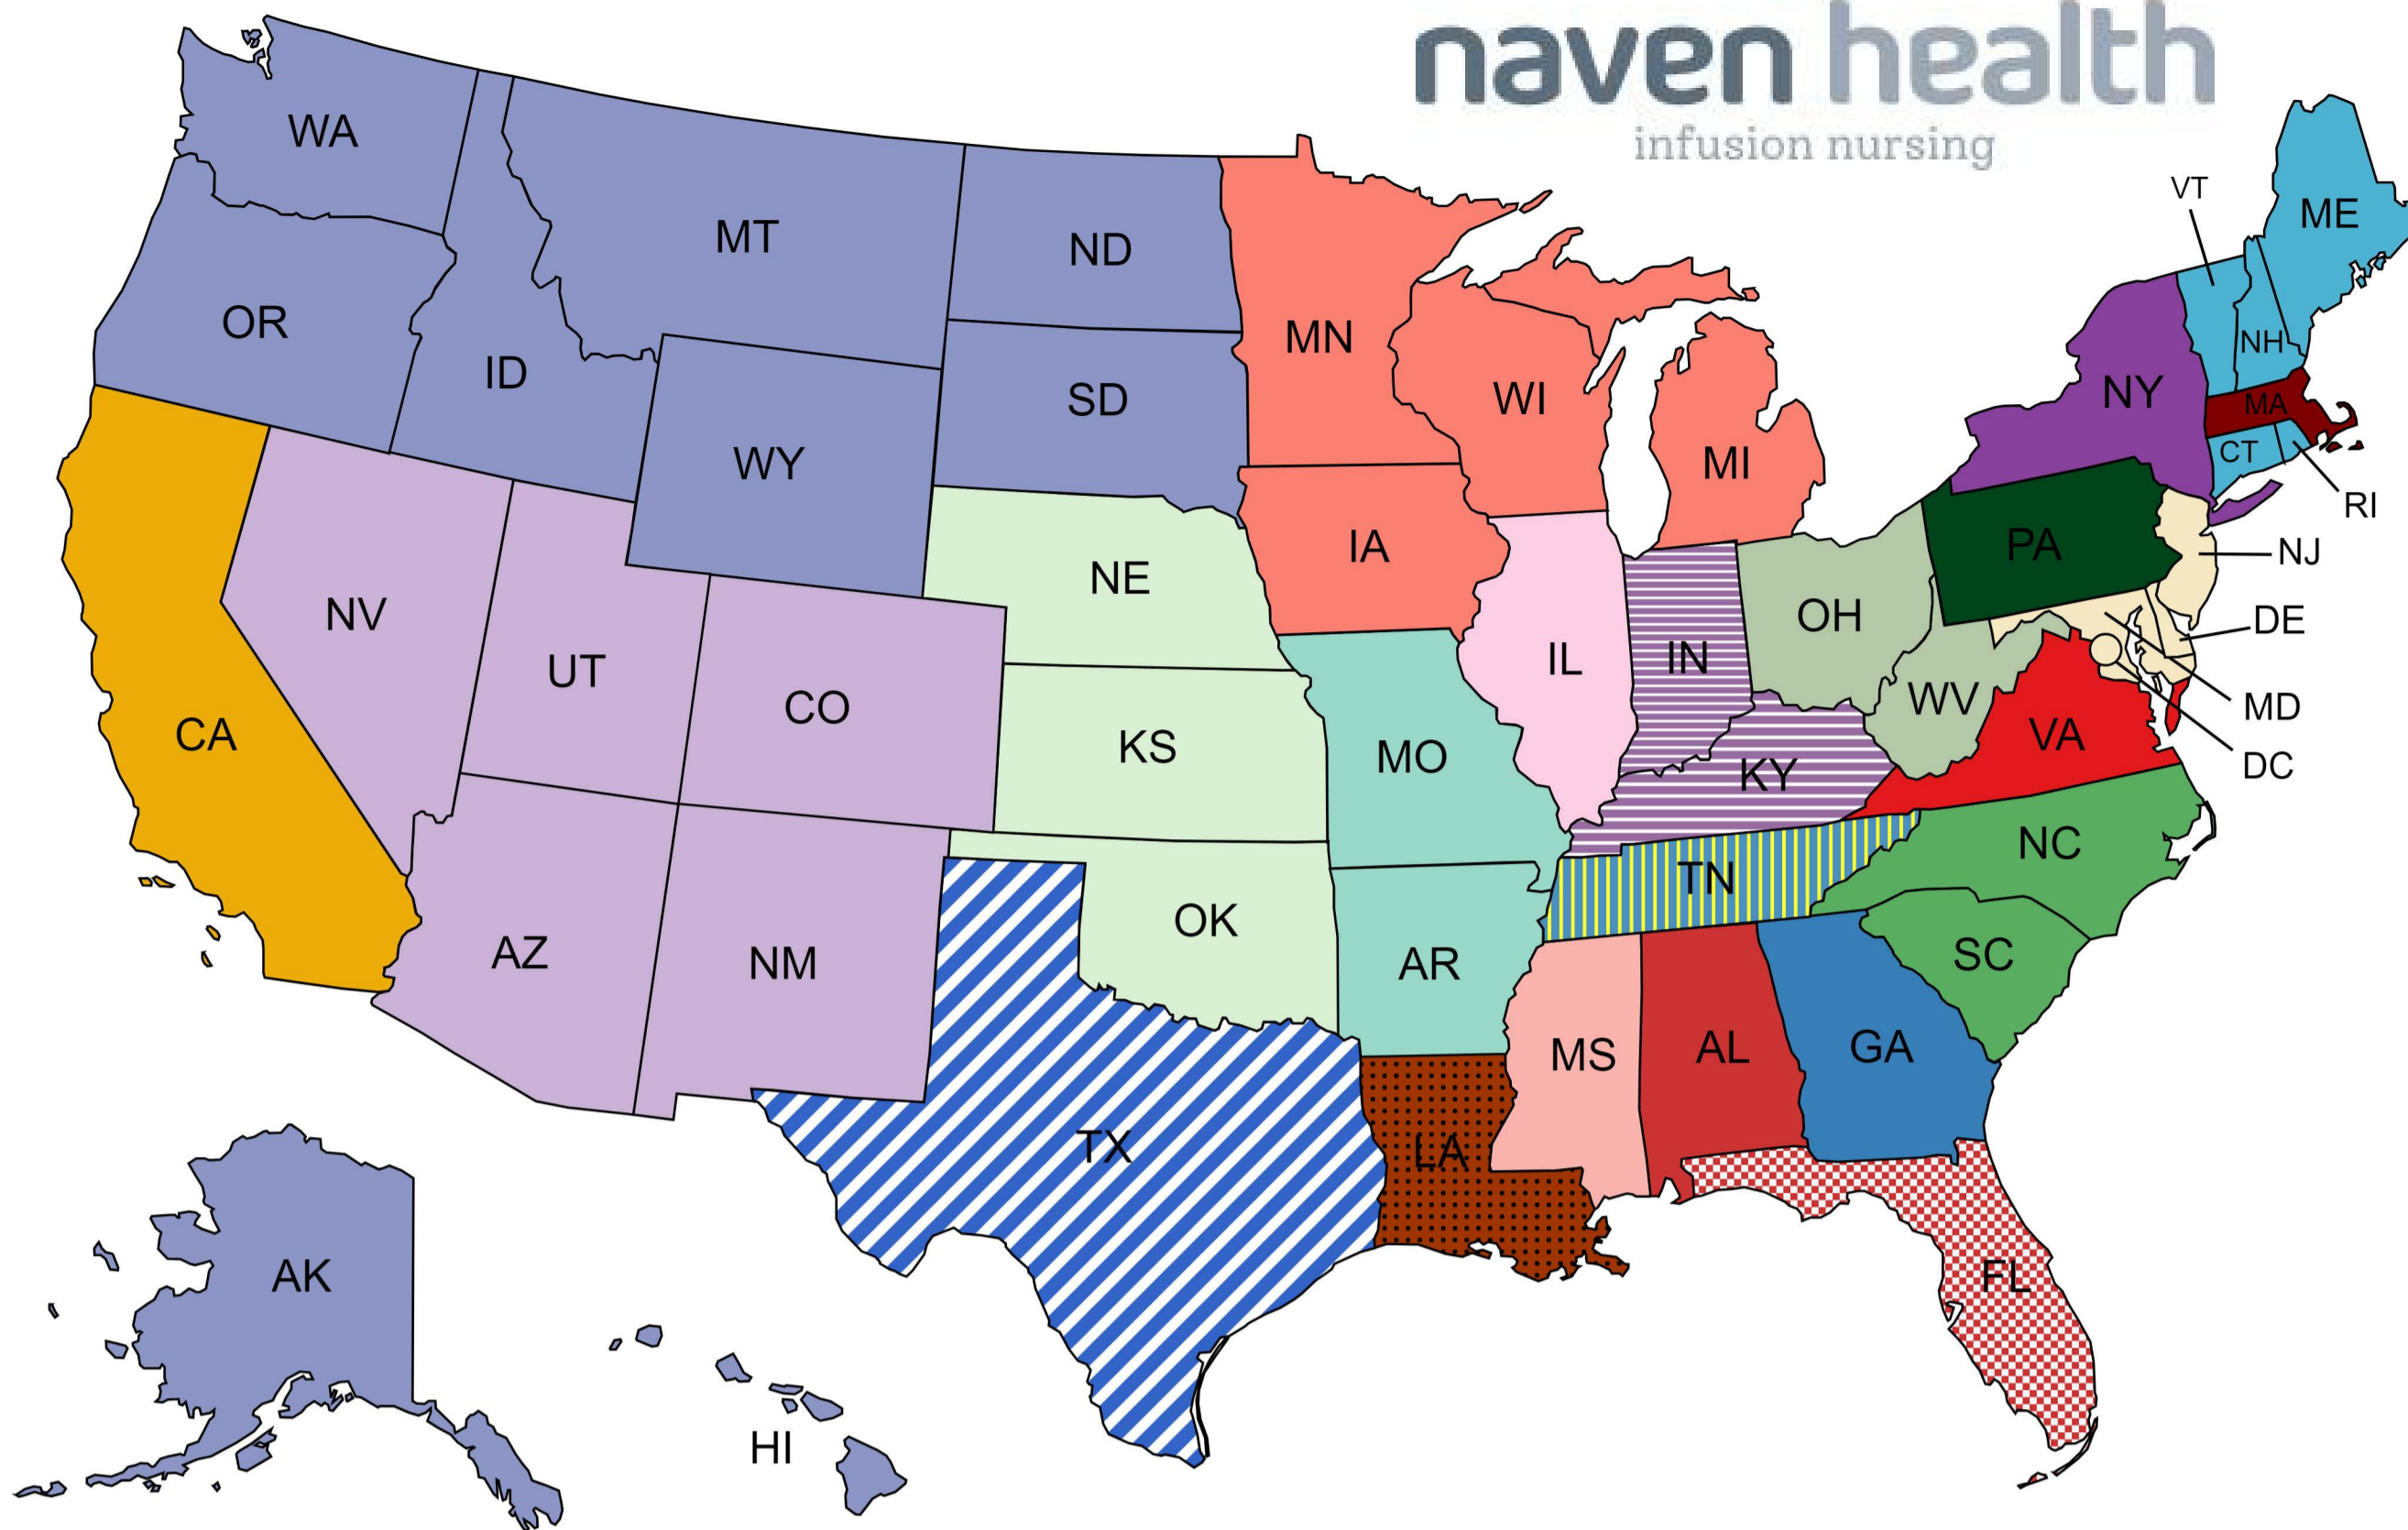 naven health
infusion nursing
WA
MT
ND
OR
ID
SD
WY
MN
WI
MI
VT
ME
NH
NY
MA
CT
RI
CA
NV
UT
CO
NE
KS
IA
IL
IN
OH
PA
NJ
DE
MD
DC
WV
VA
KY
MO
AZ
NM
OK
AR
TN
NC
SC
TX
LA
MS
AL
GA
FL
AK
HI